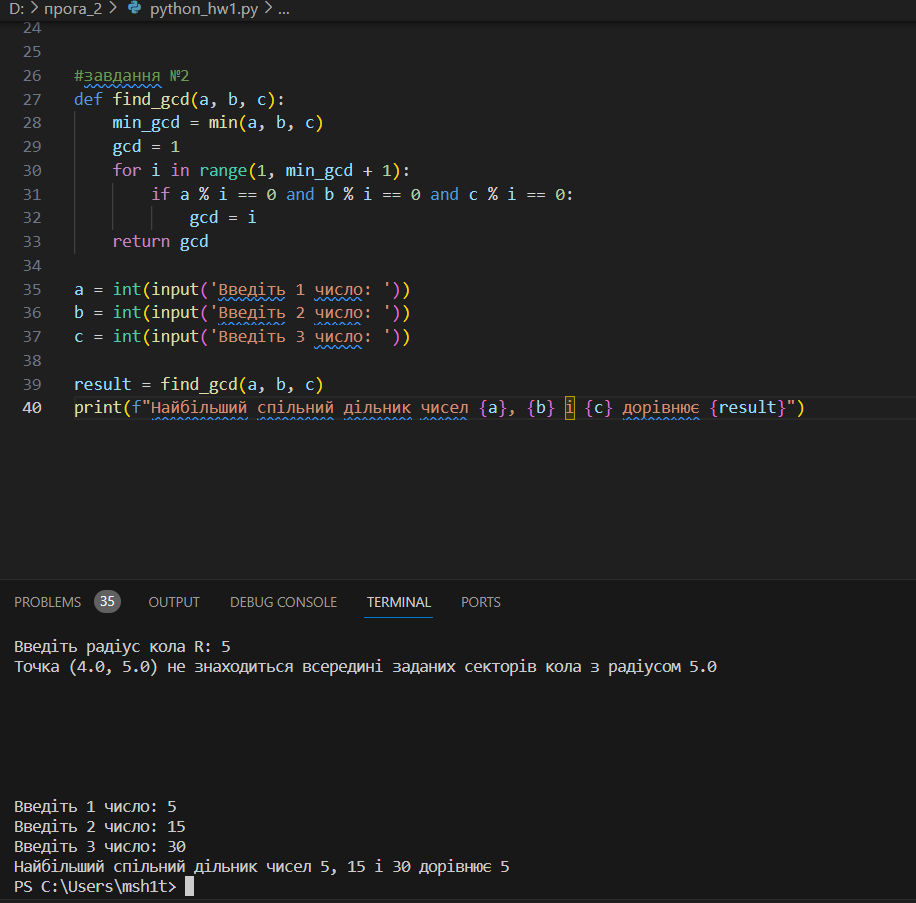 D: > прога_2 > python_hw1.py > ...
24
25
26 #завдання №2
27 def find_gcd(a, b, c):
28     min_gcd = min(a, b, c)
29     gcd = 1
30     for i in range(1, min_gcd + 1):
31         if a % i == 0 and b % i == 0 and c % i == 0:
32             gcd = i
33     return gcd
34
35 a = int(input('Введіть 1 число: '))
36 b = int(input('Введіть 2 число: '))
37 c = int(input('Введіть 3 число: '))
38
39 result = find_gcd(a, b, c)
40 print(f"Найбільший спільний дільник чисел {a}, {b} і {c} дорівнює {result}")
PROBLEMS 35 OUTPUT DEBUG CONSOLE TERMINAL PORTS
Введіть радіус кола R: 5
Точка (4.0, 5.0) не знаходиться всередині заданих секторів кола з радіусом 5.0
Введіть 1 число: 5
Введіть 2 число: 15
Введіть 3 число: 30
Найбільший спільний дільник чисел 5, 15 і 30 дорівнює 5
PS C:\Users\msh1t>